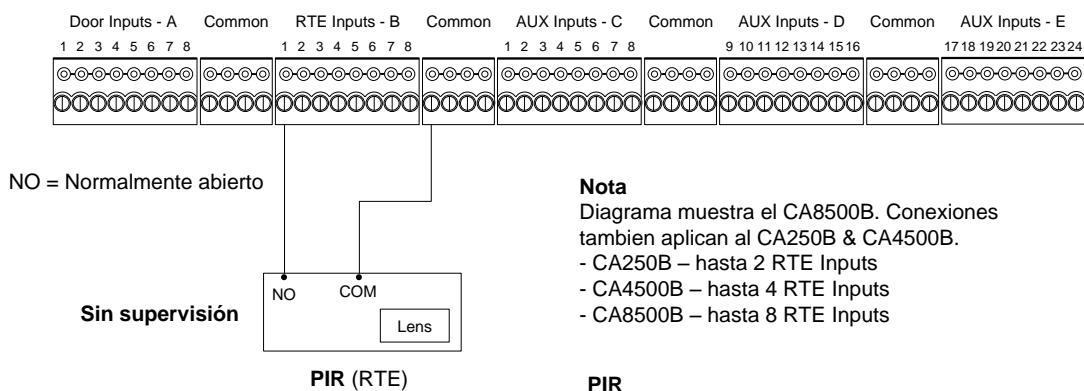 Door Inputs - A Common RTE Inputs - B Common AUX Inputs - C Common AUX Inputs - D Common AUX Inputs - E
1 2 3 4 5 6 7 8 1 2 3 4 5 6 7 8 1 2 3 4 5 6 7 8 9 10 11 12 13 14 15 16 17 18 19 20 21 22 23 24
NO = Normalmente abierto
Nota
Diagrama muestra el CA8500B. Conexiones
tambien aplican al CA250B & CA4500B.
- CA250B – hasta 2 RTE Inputs
- CA4500B – hasta 4 RTE Inputs
- CA8500B – hasta 8 RTE Inputs
NO COM
Sin supervisión
Lens
PIR (RTE)
PIR